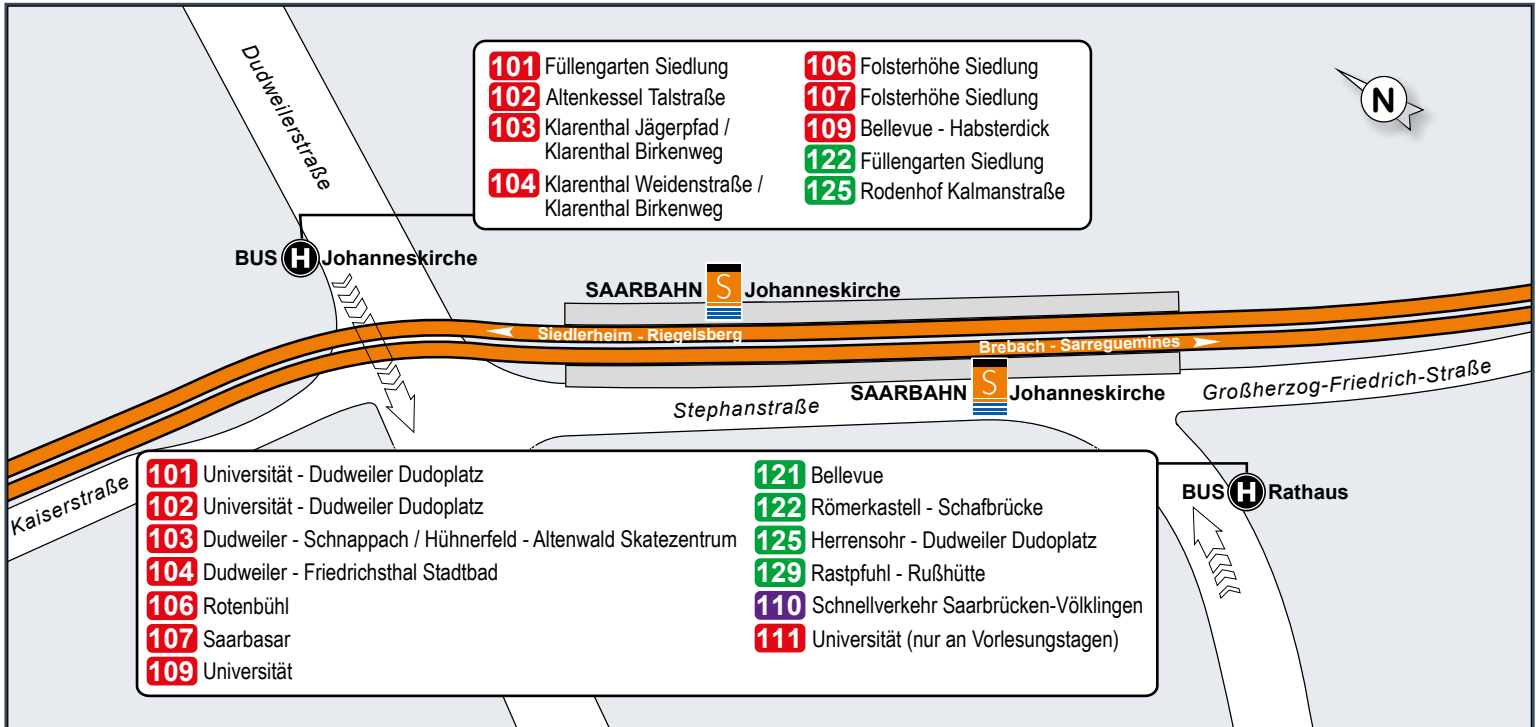 Dudweilerstraße
101 Füllengarten Siedlung
102 Altenkessel Talstraße
103 Klarenthal Jägerpfad /
Klarenthal Birkenweg
104 Klarenthal Weidenstraße /
Klarenthal Birkenweg
106 Folsterhöhe Siedlung
107 Folsterhöhe Siedlung
109 Bellevue - Habsterdick
122 Füllengarten Siedlung
125 Rodenhof Kalmanstraße
N
BUS H Johanneskirche
SAARBAHN S Johanneskirche
Siedlerheim - Riegelsberg
Brebach - Sarreguemines
SAARBAHN S Johanneskirche
Stephanstraße
Großherzog-Friedrich-Straße
Kaiserstraße
101 Universität - Dudweiler Dudoplatz
102 Universität - Dudweiler Dudoplatz
103 Dudweiler - Schnappach / Hühnerfeld - Altenwald Skatezentrum
104 Dudweiler - Friedrichsthal Stadtbad
106 Rotenbühl
107 Saarbasar
109 Universität
121 Bellevue
122 Römerkastell - Schafbrücke
125 Herrensohr - Dudweiler Dudoplatz
129 Rastpfuhl - Rußhütte
110 Schnellverkehr Saarbrücken-Völklingen
111 Universität (nur an Vorlesungstagen)
BUS H Rathaus